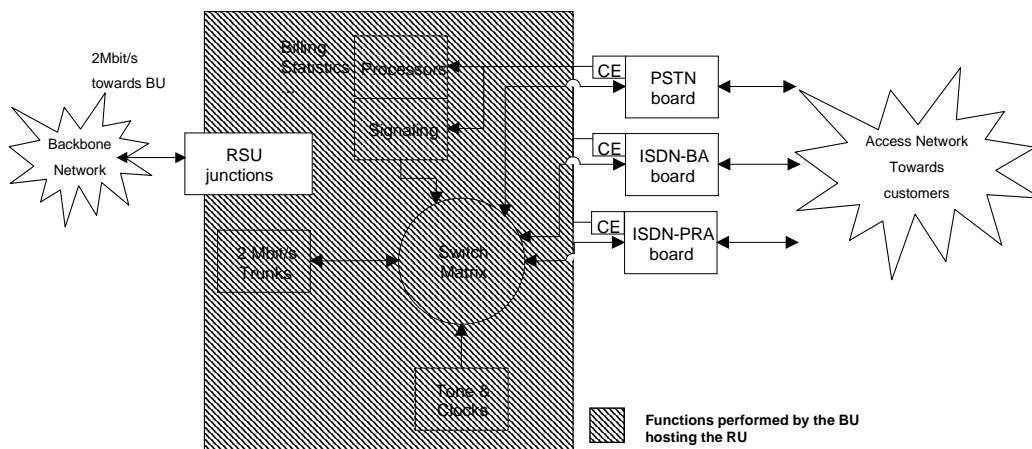 2Mbit/s
towards BU
Backbone
Network
RSU
junctions
Billing
Statistics
...
Processors
Signaling
2 Mbit/s
Trunks
Switch
Matrix
Tone &
Clocks
CE
PSTN
board
CE
ISDN-BA
board
CE
ISDN-PRA
board
Access Network
Towards
customers
Functions performed by the BU
hosting the RU